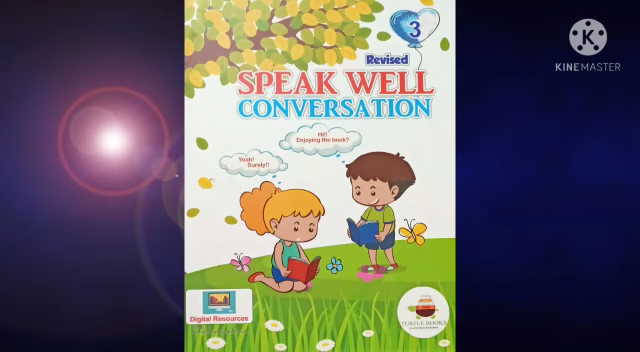 3
Revised
SPEAK WELL
CONVERSATION
Hi!!
Enjoying the book?
Yeah!
Surely!!
Digital Resources
TURTLE BOOKS
KINEMASTER